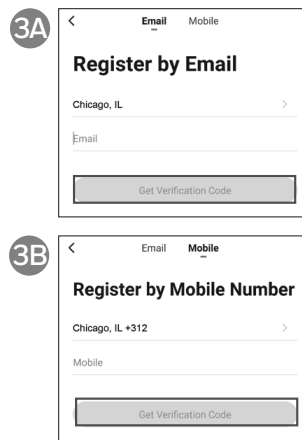 3A
Email Mobile
Register by Email
Chicago, IL
Email
Get Verification Code
3B
Email Mobile
Register by Mobile Number
Chicago, IL +312
Mobile
Get Verification Code